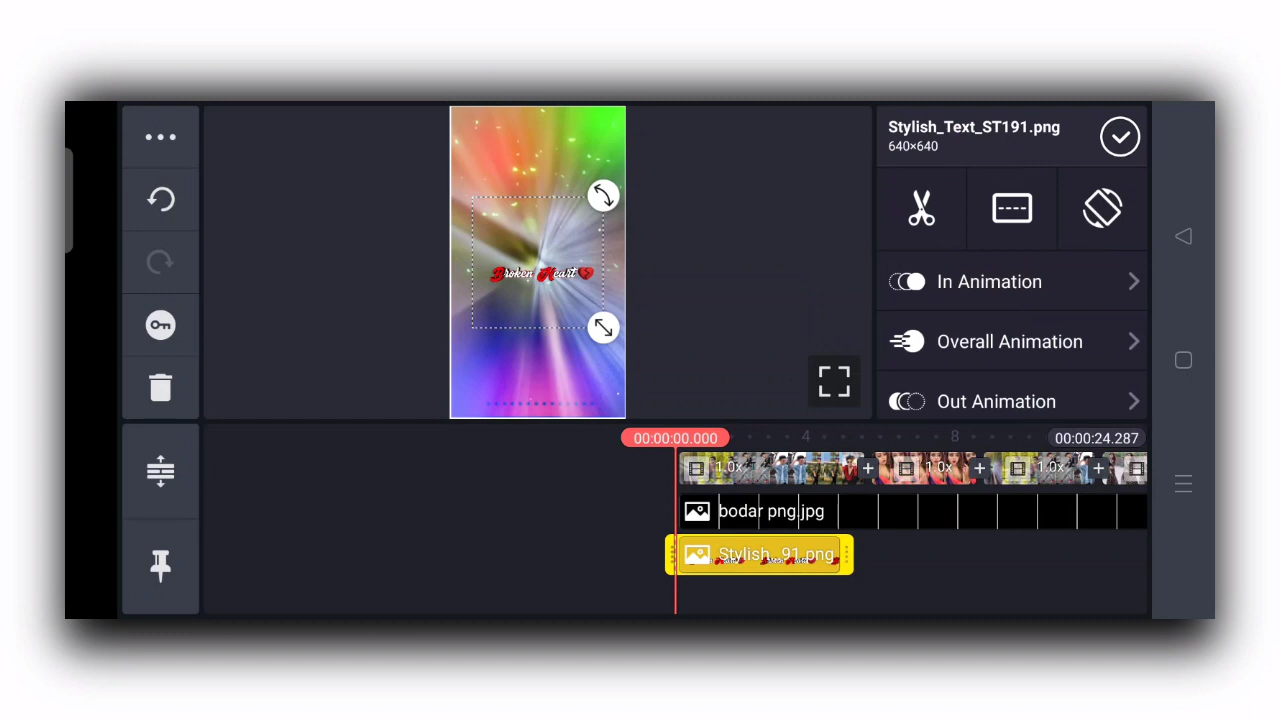 Stylish_Text_ST191.png
640×640
In Animation
Overall Animation
Out Animation
Broken Heart
00:00:00.000
4
8
00:00:24.287
1.0x
1.0x
1.0x
bodar png.jpg
Stylish_..91.png